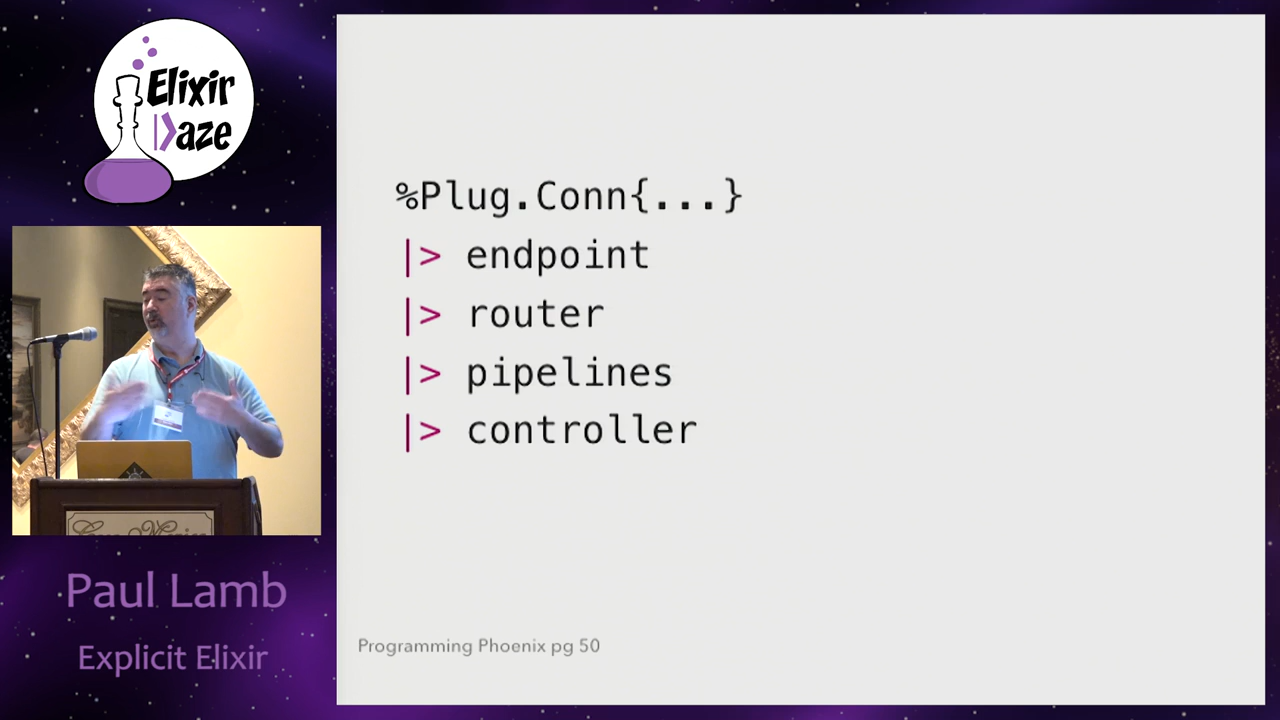 Elixir
|>aze
%Plug.Conn{...}
|> endpoint
|> router
|> pipelines
|> controller
Programming Phoenix pg 50
Paul Lamb
Explicit Elixir